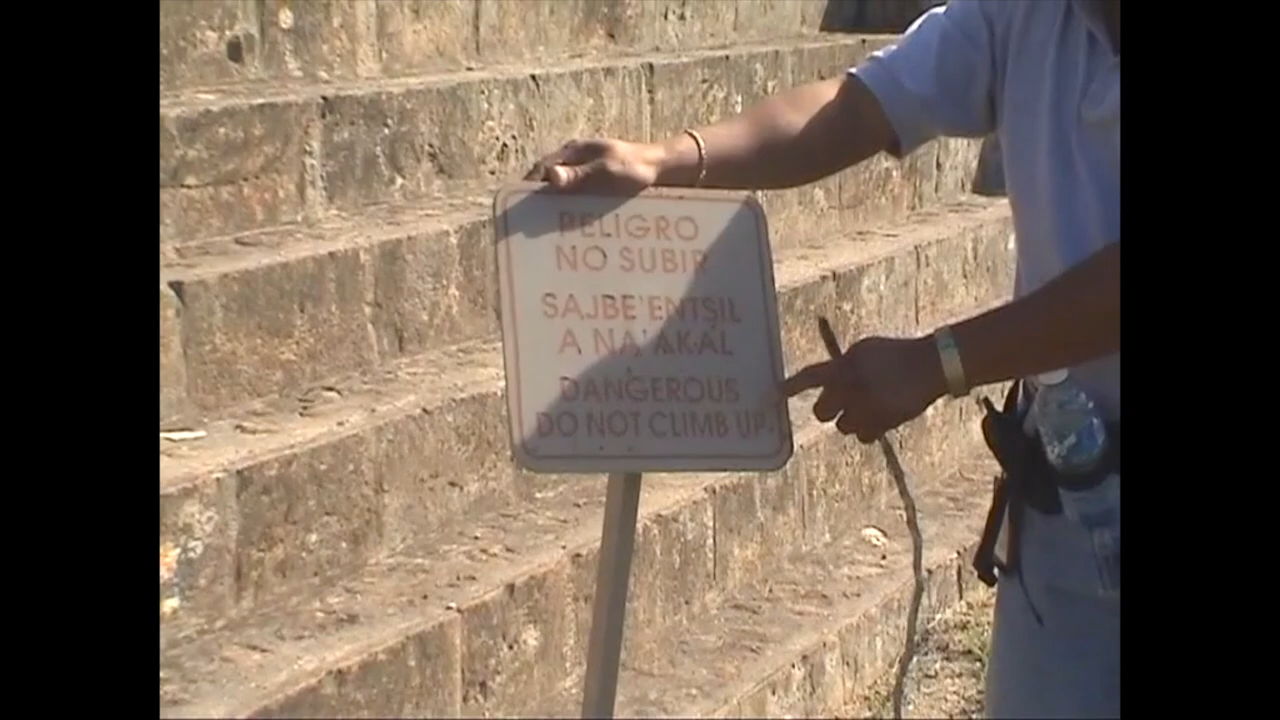 PELIGRO
NO SUBIR
SAJBE'ENTSIL
A NA'AKAL
DANGEROUS
DO NOT CLIMB UP